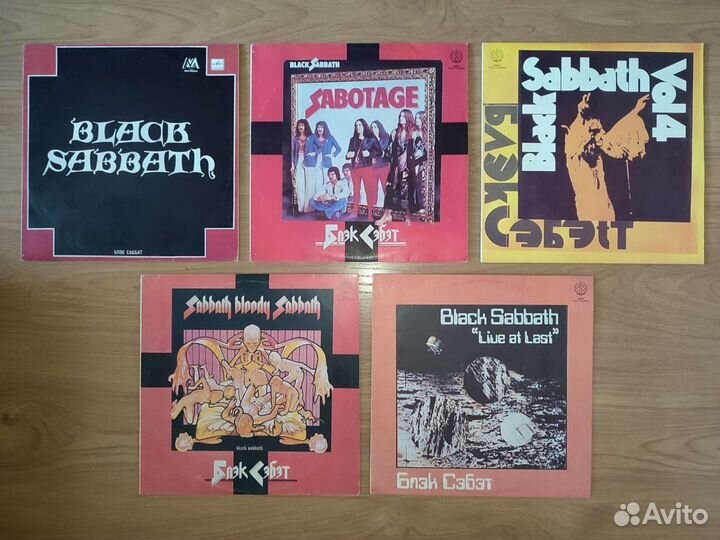 BLACK
SABBATH
БЛЭК САББАТ
BLACK SABBATH
SABOTAGE
Блэк Сэбэт
Black
Sabbath
Vol 4
БЛЭК
Сэбэт
Sabbath bloody Sabbath
black sabbath
Блэк Сэбэт
Black Sabbath
"Live at Last"
Блэк Сэбэт
Avito